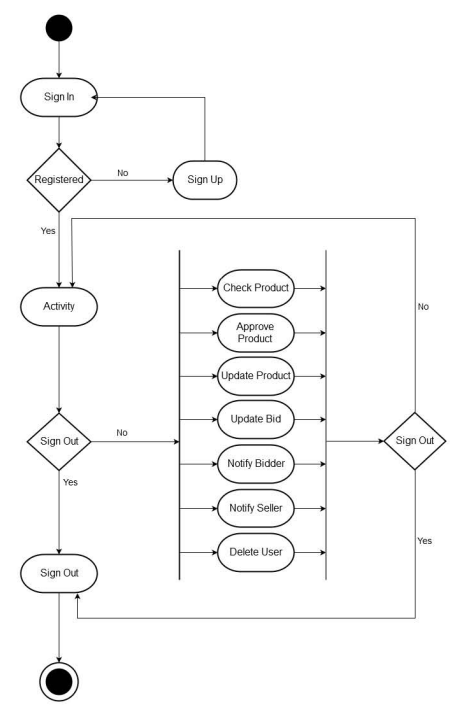 Sign In
Registered
No
Sign Up
Yes
Activity
Check Product
Approve
Product
Update Product
Update Bid
Notify Bidder
Notify Seller
Delete User
No
Sign Out
No
Sign Out
Yes
Yes
Sign Out